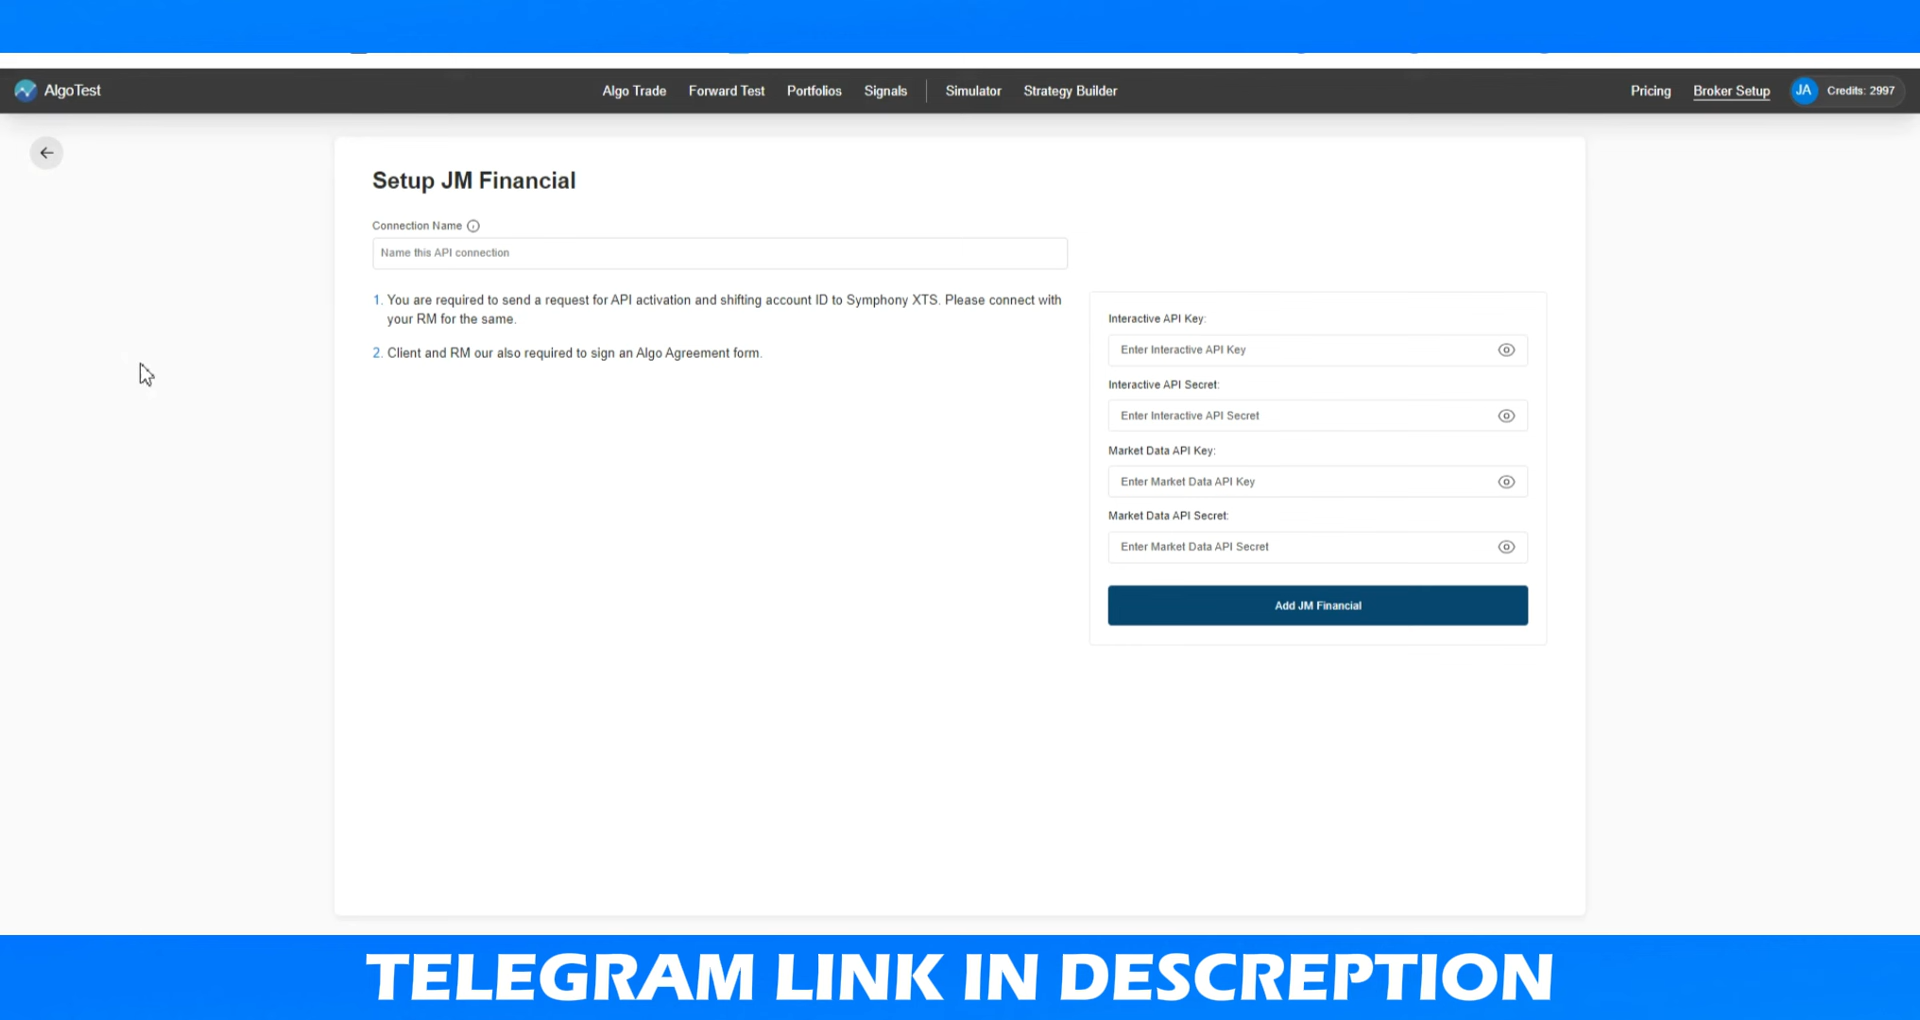 AlgoTest
Algo Trade
Forward Test
Portfolios
Signals
Simulator
Strategy Builder
Pricing
Broker Setup
JA
Credits: 2997
Setup JM Financial
Connection Name
Name this API connection
1. You are required to send a request for API activation and shifting account ID to Symphony XTS. Please connect with
your RM for the same.
2. Client and RM our also required to sign an Algo Agreement form.
Interactive API Key:
Enter Interactive API Key
Interactive API Secret:
Enter Interactive API Secret
Market Data API Key:
Enter Market Data API Key
Market Data API Secret:
Enter Market Data API Secret
Add JM Financial
TELEGRAM LINK IN DESCREPTION